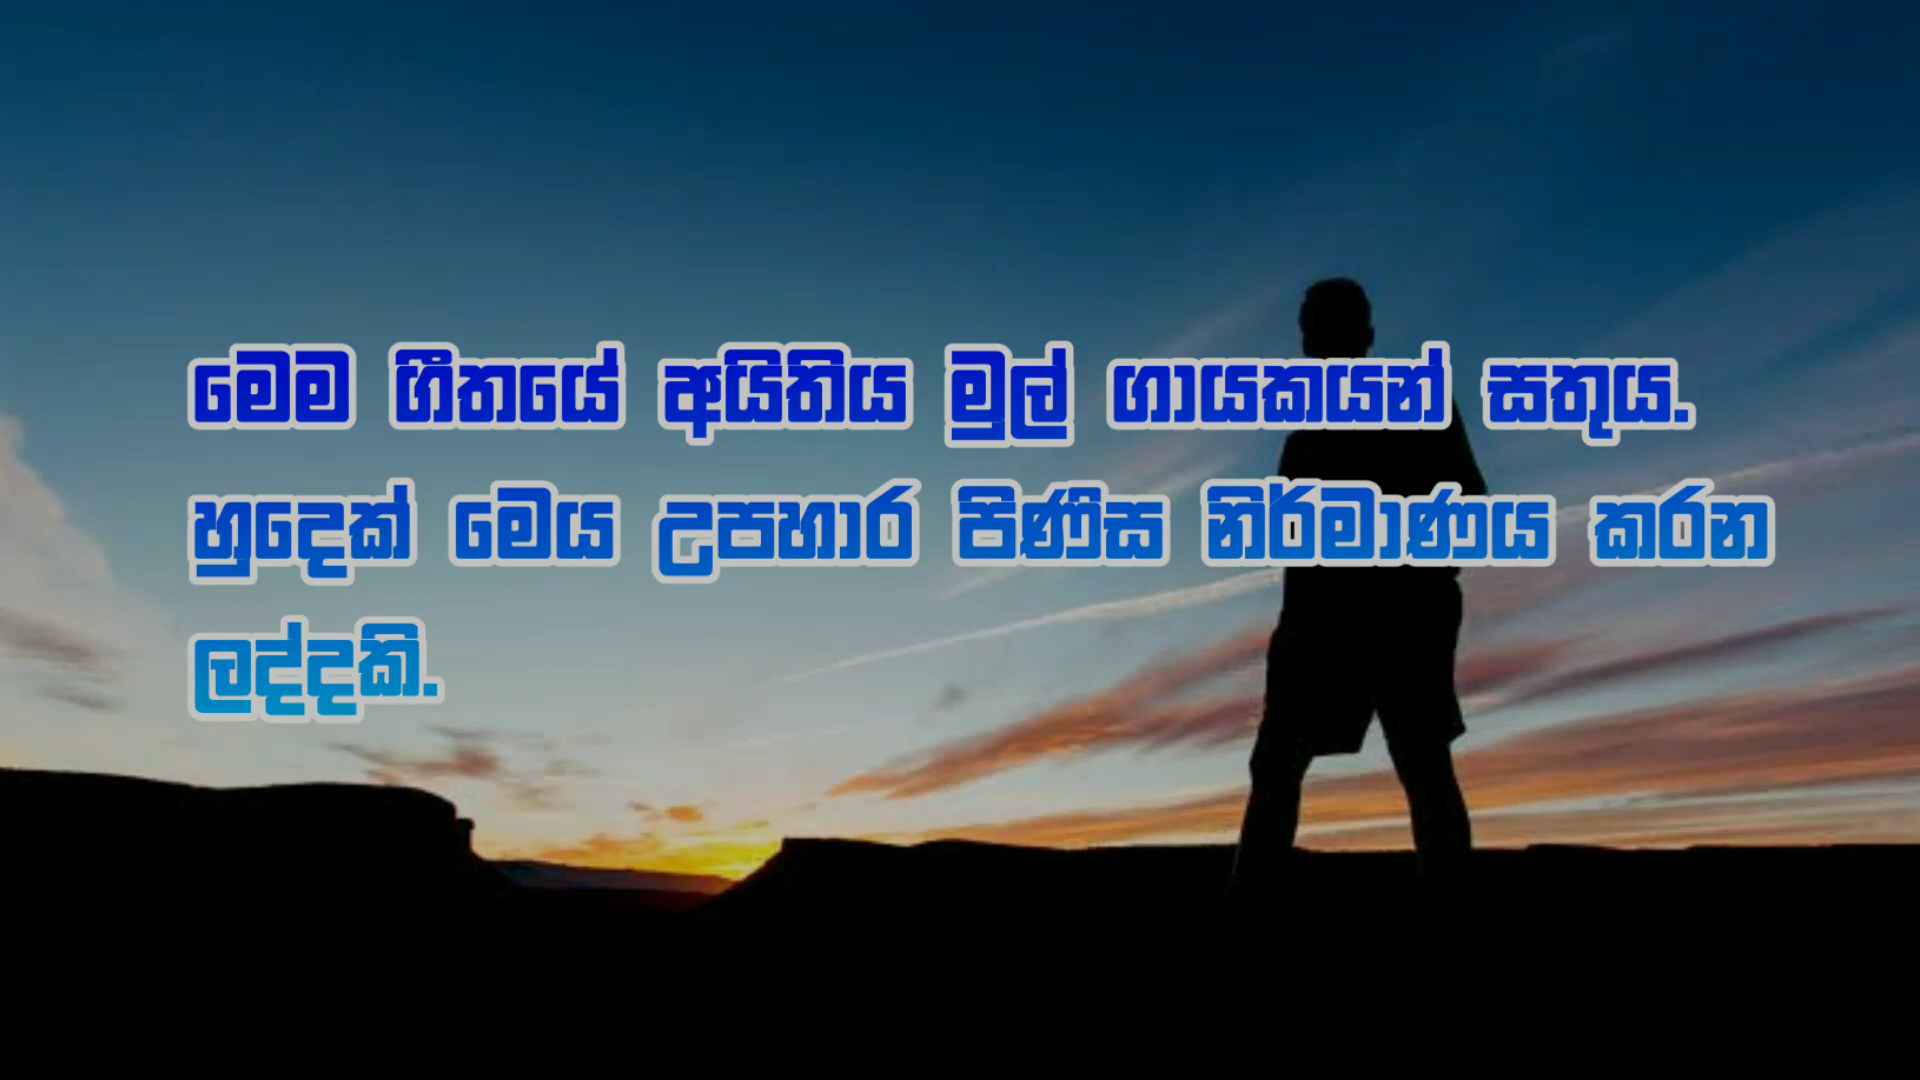 මෙම ගීතයේ අයිතිය මුල් ගායකයන් සතුය.
හුදෙක් මෙය උපහාර පිණිස නිර්මාණය කරන
ලද්දකි.